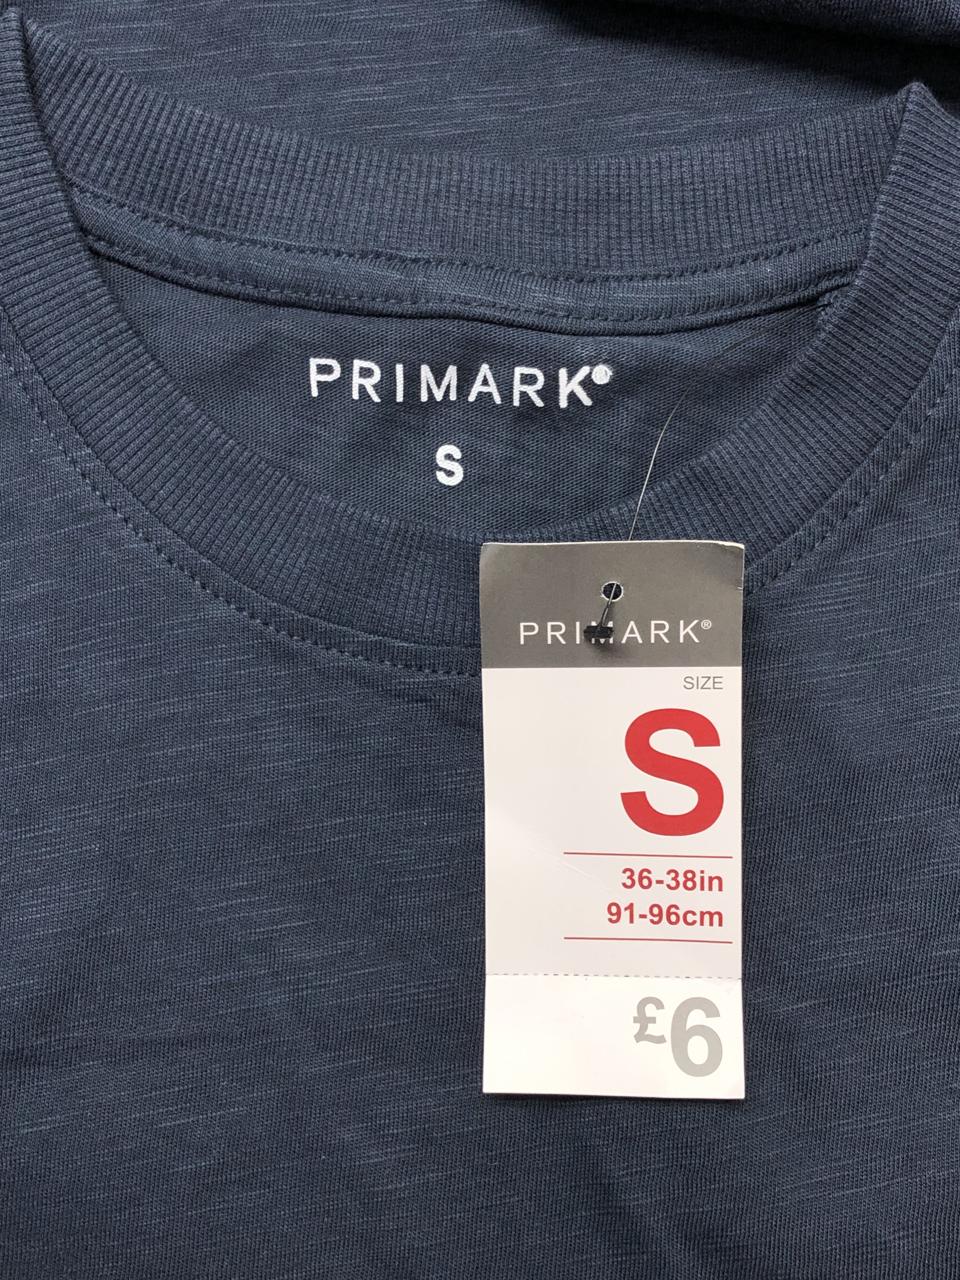 PRIMARK®
S
PRIMARK®
SIZE
S
36-38in
91-96cm
£6